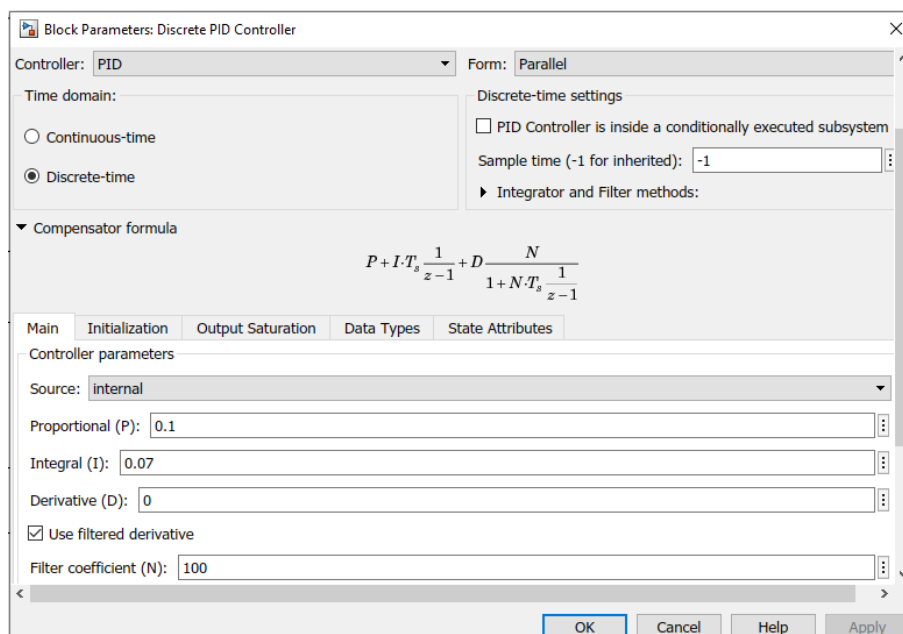 Block Parameters: Discrete PID Controller
Controller: PID Form: Parallel
Time domain:
Continuous-time
Discrete-time
Discrete-time settings
PID Controller is inside a conditionally executed subsystem
Sample time (-1 for inherited): -1
Integrator and Filter methods:
Compensator formula
P + I·T_s 1/(z−1) + D N/(1 + N·T_s 1/(z−1))
Main Initialization Output Saturation Data Types State Attributes
Controller parameters
Source: internal
Proportional (P): 0.1
Integral (I): 0.07
Derivative (D): 0
Use filtered derivative
Filter coefficient (N): 100
OK Cancel Help Apply